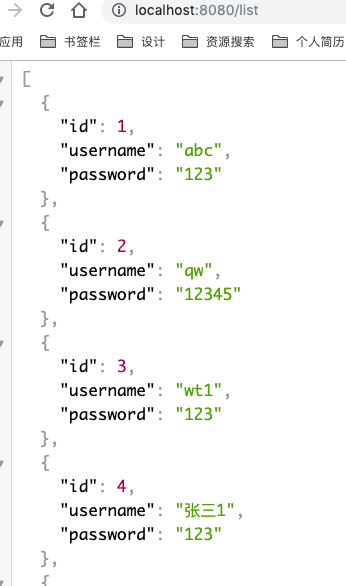 localhost:8080/list
应用 书签栏 设计 资源搜索 个人简历
[
{
"id": 1,
"username": "abc",
"password": "123"
},
{
"id": 2,
"username": "qw",
"password": "12345"
},
{
"id": 3,
"username": "wt1",
"password": "123"
},
{
"id": 4,
"username": "张三1",
"password": "123"
},
{